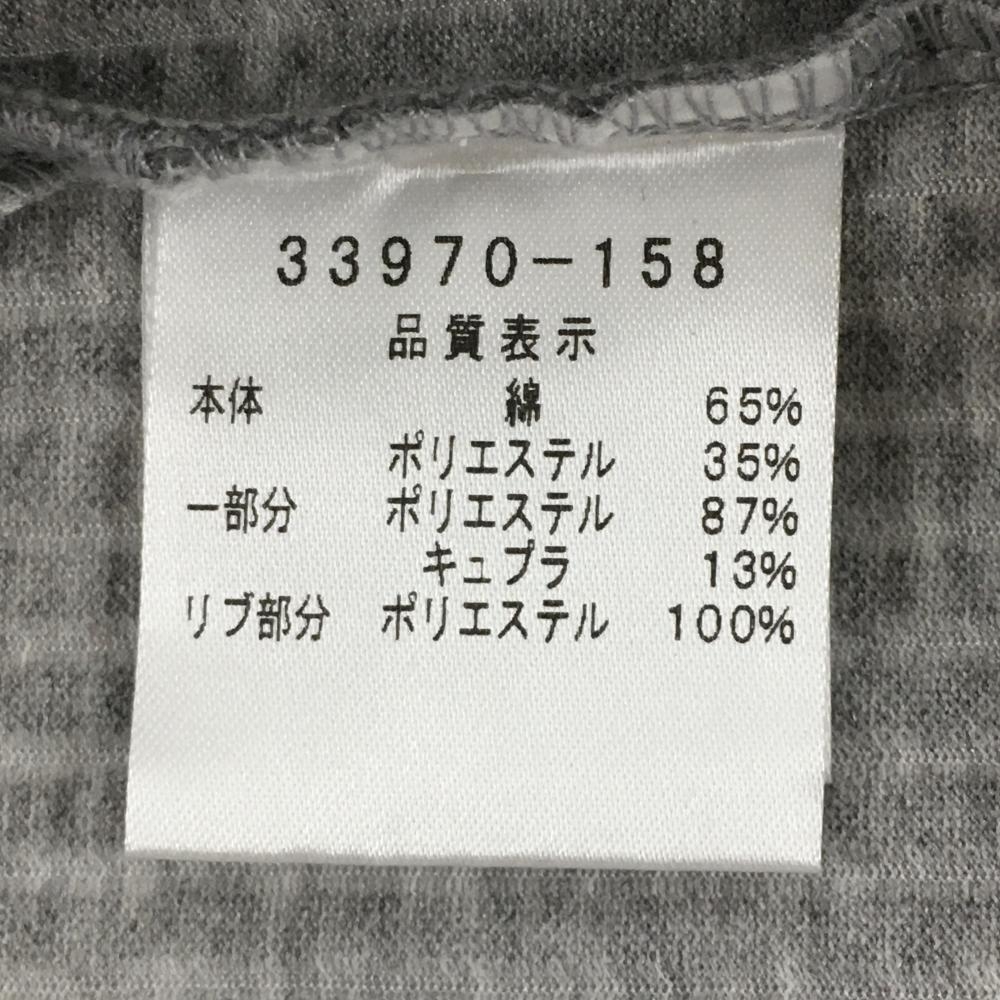 33970-158
品質表示
本体 綿 65%
ポリエステル 35%
一部分 ポリエステル 87%
キュプラ 13%
リブ部分 ポリエステル 100%